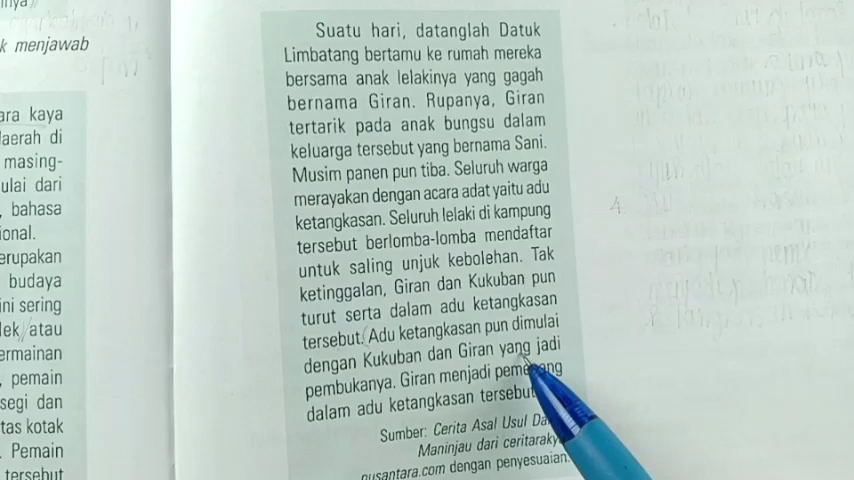 k menjawab
ara kaya
daerah di
masing-
ulai dari
, bahasa
ional.
erupakan
budaya
ini sering
lek atau
ermainan
, pemain
segi dan
tas kotak
. Pemain
tersebut
Suatu hari, datanglah Datuk
Limbatang bertamu ke rumah mereka
bersama anak lelakinya yang gagah
bernama Giran. Rupanya, Giran
tertarik pada anak bungsu dalam
keluarga tersebut yang bernama Sani.
Musim panen pun tiba. Seluruh warga
merayakan dengan acara adat yaitu adu
ketangkasan. Seluruh lelaki di kampung
tersebut berlomba-lomba mendaftar
untuk saling unjuk kebolehan. Tak
ketinggalan, Giran dan Kukuban pun
turut serta dalam adu ketangkasan
tersebut. Adu ketangkasan pun dimulai
dengan Kukuban dan Giran yang jadi
pembukanya. Giran menjadi pemenang
dalam adu ketangkasan tersebut
Sumber: Cerita Asal Usul
Maninjau dari ceritaraky
nusantara.com dengan penyesuaian.
4.